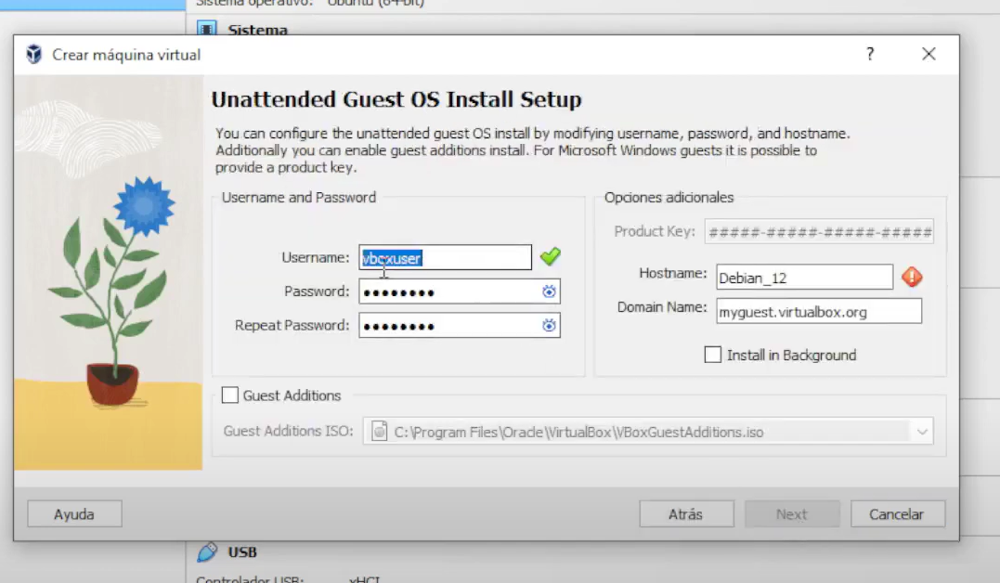 Sistema operativo: Ubuntu (64-bit)
Sistema
Crear máquina virtual
?
Unattended Guest OS Install Setup
You can configure the unattended guest OS install by modifying username, password, and hostname.
Additionally you can enable guest additions install. For Microsoft Windows guests it is possible to
provide a product key.
Username and Password
Username: vboxuser
Password: ●●●●●●●●
Repeat Password: ●●●●●●●●
Opciones adicionales
Product Key: #####-#####-#####-#####
Hostname: Debian_12
Domain Name: myguest.virtualbox.org
Install in Background
Guest Additions
Guest Additions ISO: C:\Program Files\Oracle\VirtualBox\VBoxGuestAdditions.iso
Ayuda
Atrás
Next
Cancelar
USB
Controlador USB: xHCI